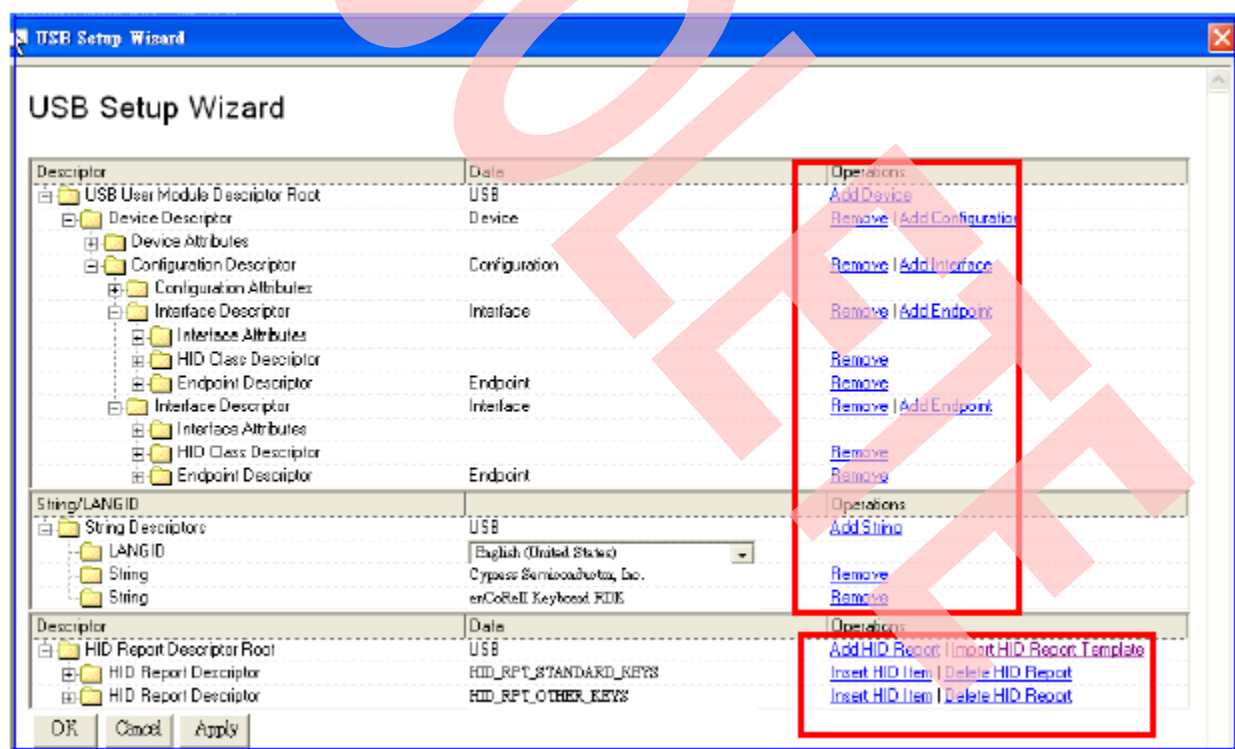 USB Setup Wizard
USB Setup Wizard
Descriptor Data Operations
USB User Module Descriptor Root USB Add Device
Device Descriptor Device Remove | Add Configuration
Device Attributes
Configuration Descriptor Configuration Remove | Add Interface
Configuration Attributes
Interface Descriptor Interface Remove | Add Endpoint
Interface Attributes
HID Class Descriptor Remove
Endpoint Descriptor Endpoint Remove
Interface Descriptor Interface Remove | Add Endpoint
Interface Attributes
HID Class Descriptor Remove
Endpoint Descriptor Endpoint Remove
String/LANGID Operations
String Descriptors USB Add String
LANGID English (United States)
String Cypress Semiconductor, Inc. Remove
String enCoReII Keyboard RDK Remove
Descriptor Data Operations
HID Report Descriptor Root USB Add HID Report | Import HID Report Template
HID Report Descriptor HID_RPT_STANDARD_KEYS Insert HID Item | Delete HID Report
HID Report Descriptor HID_RPT_OTHER_KEYS Insert HID Item | Delete HID Report
OK Cancel Apply